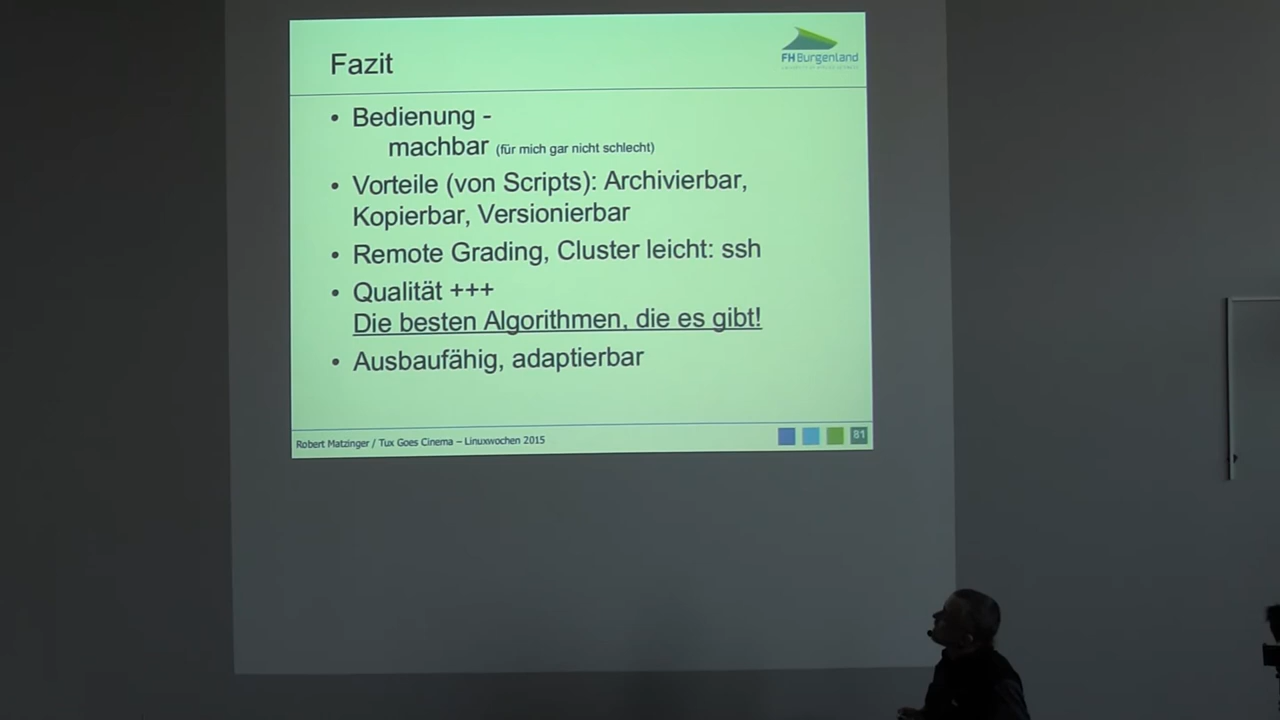 Fazit
FH Burgenland
• Bedienung -
machbar (für mich gar nicht schlecht)
• Vorteile (von Scripts): Archivierbar,
Kopierbar, Versionierbar
• Remote Grading, Cluster leicht: ssh
• Qualität +++
Die besten Algorithmen, die es gibt!
• Ausbaufähig, adaptierbar
Robert Matzinger / Tux Goes Cinema – Linuxwochen 2015
81